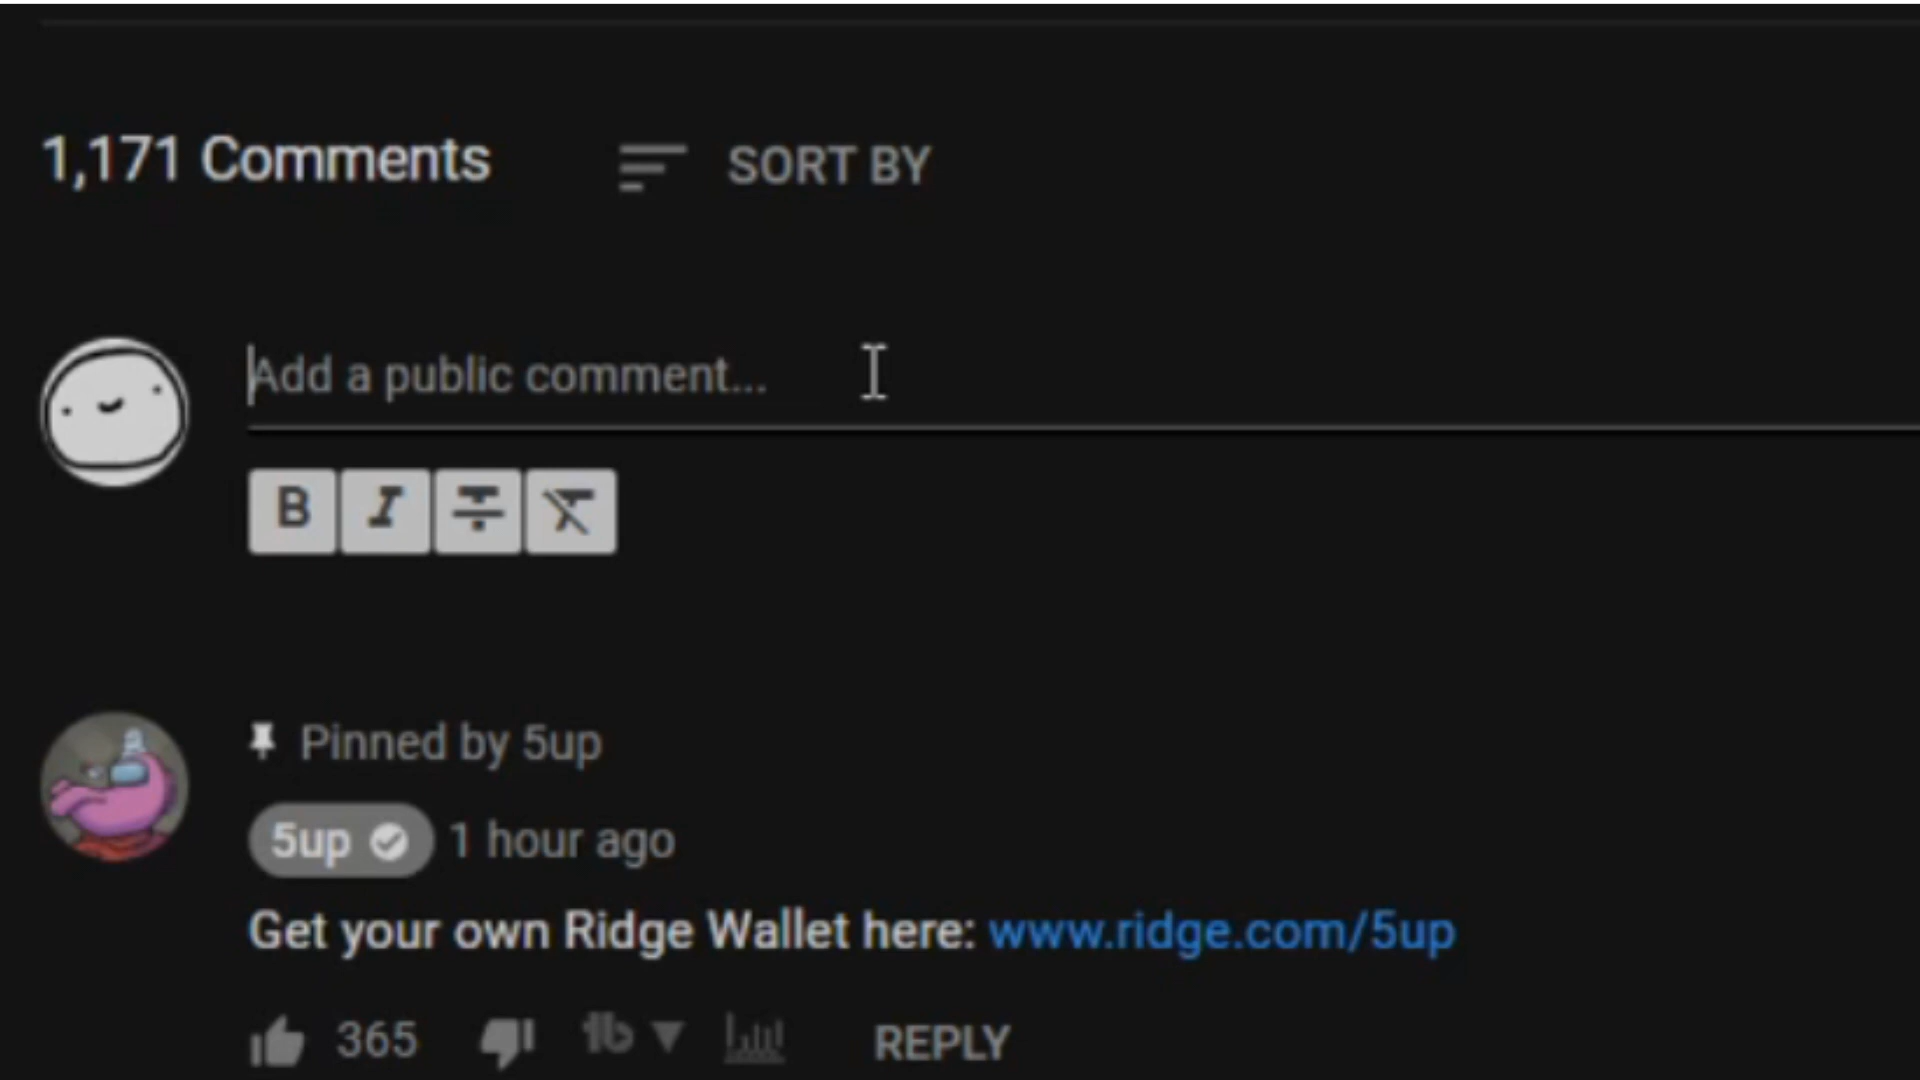 1,171 Comments SORT BY
Add a public comment...
B I
Pinned by 5up
5up 1 hour ago
Get your own Ridge Wallet here: www.ridge.com/5up
365 tb REPLY